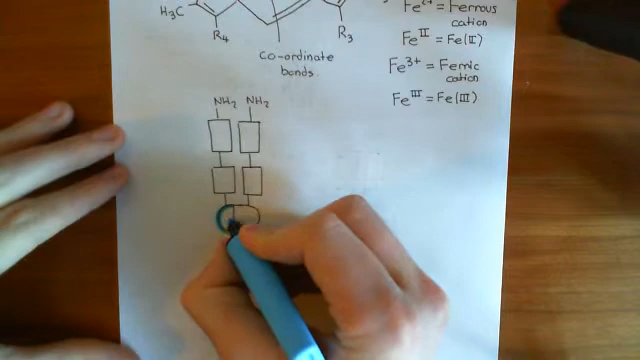 H₃C
R₄
R₃
co-ordinate
bonds.
Fe²⁺ = Ferrous
cation
Feᴵᴵ = Fe(II)
Fe³⁺ = Ferric
cation
Feᴵᴵᴵ = Fe(III)
NH₂ NH₂